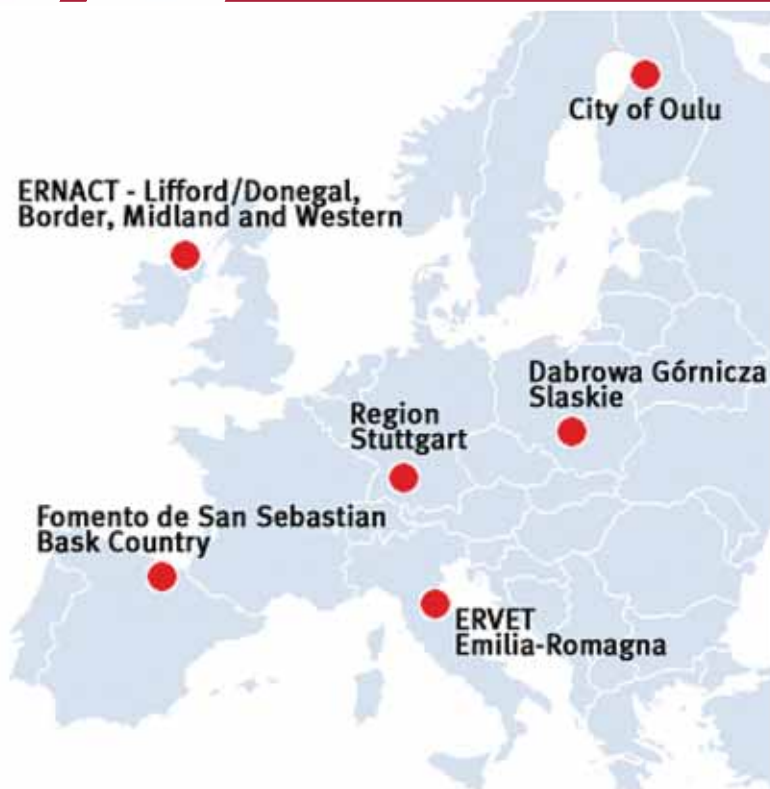 City of Oulu
ERNACT - Lifford/Donegal,
Border, Midland and Western
Dabrowa Górnicza
Slaskie
Region
Stuttgart
Fomento de San Sebastian
Bask Country
ERVET
Emilia-Romagna